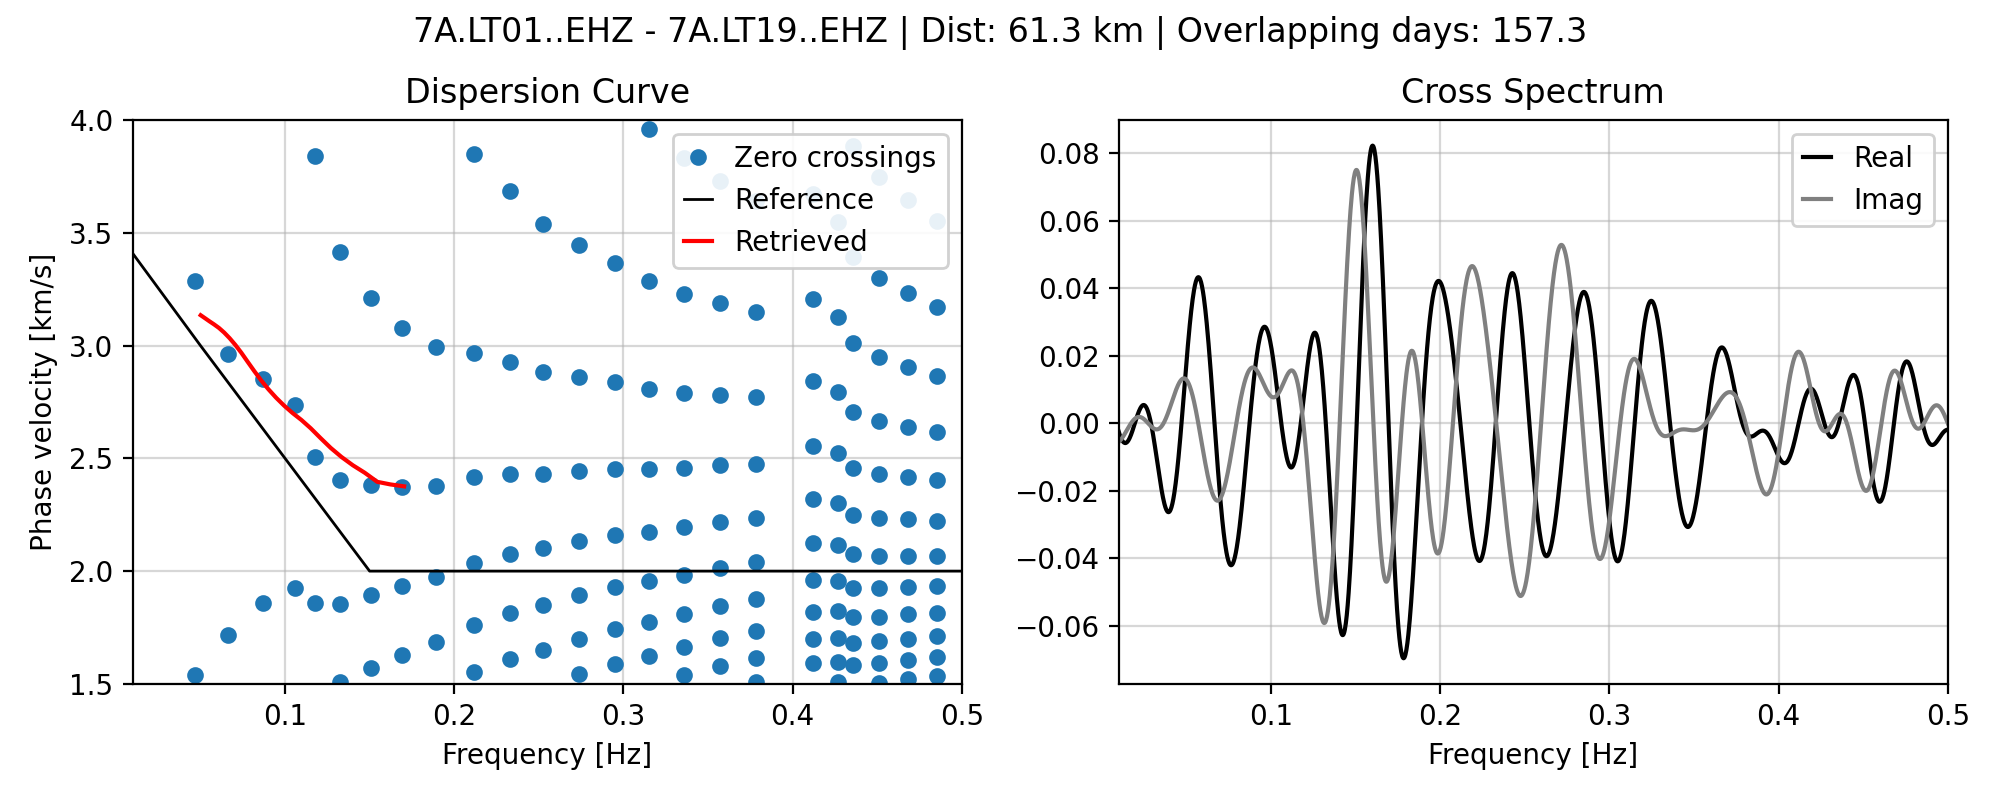 7A.LT01..EHZ - 7A.LT19..EHZ | Dist: 61.3 km | Overlapping days: 157.3
Dispersion Curve
4.0
3.5
3.0
2.5
2.0
1.5
Phase velocity [km/s]
0.1
0.2
0.3
0.4
0.5
Frequency [Hz]
Zero crossings
Reference
Retrieved
Cross Spectrum
0.08
0.06
0.04
0.02
0.00
−0.02
−0.04
−0.06
0.1
0.2
0.3
0.4
0.5
Frequency [Hz]
Real
Imag